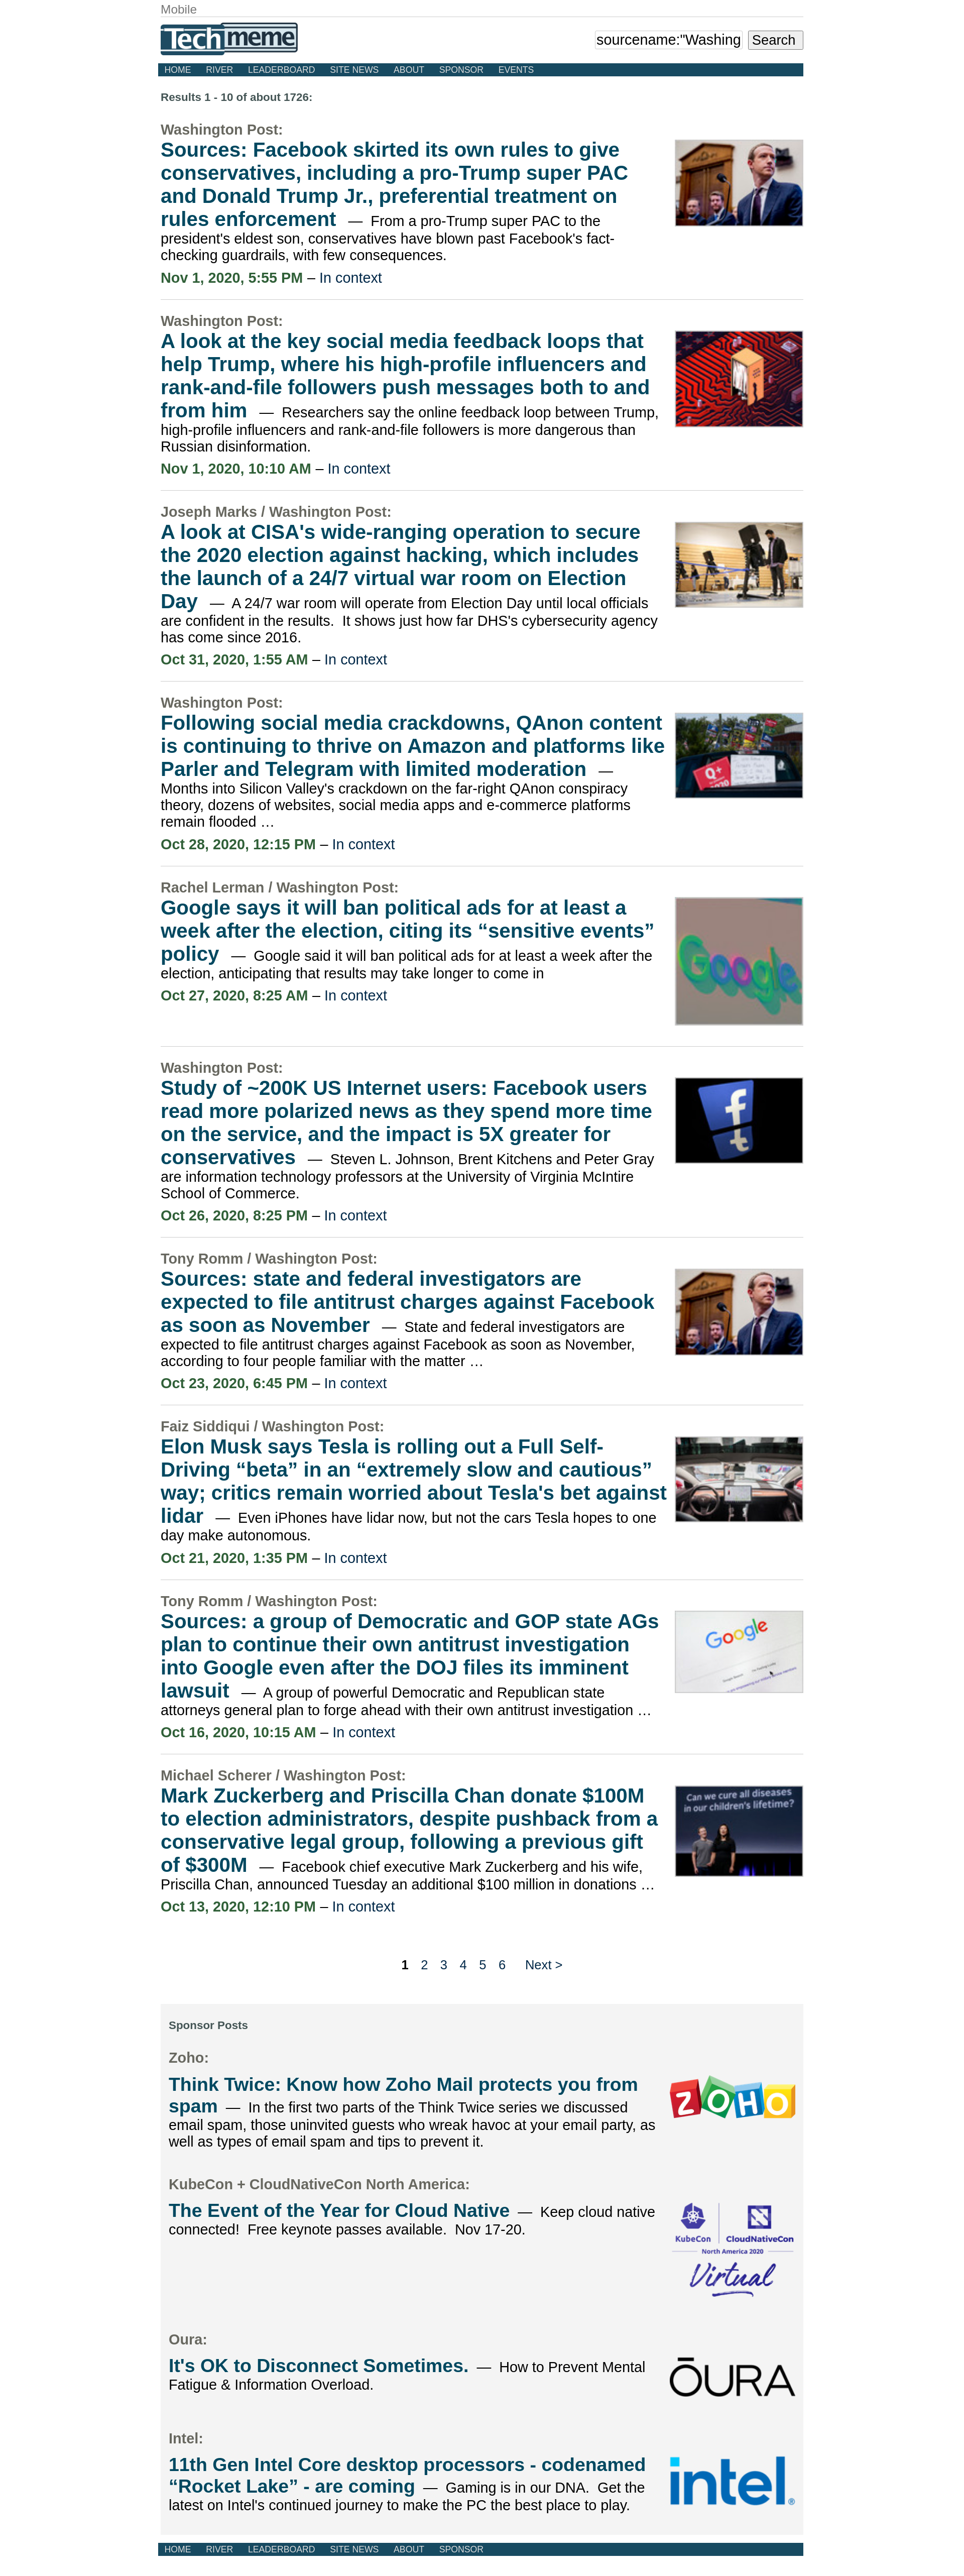 Mobile
Techmeme
sourcename:"Washing Search
HOME RIVER LEADERBOARD SITE NEWS ABOUT SPONSOR EVENTS
Results 1 - 10 of about 1726:
Washington Post:
Sources: Facebook skirted its own rules to give
conservatives, including a pro-Trump super PAC
and Donald Trump Jr., preferential treatment on
rules enforcement — From a pro-Trump super PAC to the
president's eldest son, conservatives have blown past Facebook's fact-
checking guardrails, with few consequences.
Nov 1, 2020, 5:55 PM – In context
Washington Post:
A look at the key social media feedback loops that
help Trump, where his high-profile influencers and
rank-and-file followers push messages both to and
from him — Researchers say the online feedback loop between Trump,
high-profile influencers and rank-and-file followers is more dangerous than
Russian disinformation.
Nov 1, 2020, 10:10 AM – In context
Joseph Marks / Washington Post:
A look at CISA's wide-ranging operation to secure
the 2020 election against hacking, which includes
the launch of a 24/7 virtual war room on Election
Day — A 24/7 war room will operate from Election Day until local officials
are confident in the results. It shows just how far DHS's cybersecurity agency
has come since 2016.
Oct 31, 2020, 1:55 AM – In context
Washington Post:
Following social media crackdowns, QAnon content
is continuing to thrive on Amazon and platforms like
Parler and Telegram with limited moderation —
Months into Silicon Valley's crackdown on the far-right QAnon conspiracy
theory, dozens of websites, social media apps and e-commerce platforms
remain flooded …
Q+
Oct 28, 2020, 12:15 PM – In context
Rachel Lerman / Washington Post:
Google says it will ban political ads for at least a
week after the election, citing its “sensitive events”
policy — Google said it will ban political ads for at least a week after the
election, anticipating that results may take longer to come in
Google
Oct 27, 2020, 8:25 AM – In context
Washington Post:
Study of ~200K US Internet users: Facebook users
read more polarized news as they spend more time
on the service, and the impact is 5X greater for
conservatives — Steven L. Johnson, Brent Kitchens and Peter Gray
are information technology professors at the University of Virginia McIntire
School of Commerce.
Oct 26, 2020, 8:25 PM – In context
Tony Romm / Washington Post:
Sources: state and federal investigators are
expected to file antitrust charges against Facebook
as soon as November — State and federal investigators are
expected to file antitrust charges against Facebook as soon as November,
according to four people familiar with the matter …
Oct 23, 2020, 6:45 PM – In context
Faiz Siddiqui / Washington Post:
Elon Musk says Tesla is rolling out a Full Self-
Driving “beta” in an “extremely slow and cautious”
way; critics remain worried about Tesla's bet against
lidar — Even iPhones have lidar now, but not the cars Tesla hopes to one
day make autonomous.
Oct 21, 2020, 1:35 PM – In context
Tony Romm / Washington Post:
Sources: a group of Democratic and GOP state AGs
plan to continue their own antitrust investigation
into Google even after the DOJ files its imminent
lawsuit — A group of powerful Democratic and Republican state
attorneys general plan to forge ahead with their own antitrust investigation …
Google
Oct 16, 2020, 10:15 AM – In context
Michael Scherer / Washington Post:
Mark Zuckerberg and Priscilla Chan donate $100M
to election administrators, despite pushback from a
conservative legal group, following a previous gift
of $300M — Facebook chief executive Mark Zuckerberg and his wife,
Priscilla Chan, announced Tuesday an additional $100 million in donations …
Can we cure all diseases
in our children's lifetime?
Oct 13, 2020, 12:10 PM – In context
1 2 3 4 5 6 Next >
Sponsor Posts
Zoho:
Think Twice: Know how Zoho Mail protects you from
spam — In the first two parts of the Think Twice series we discussed
email spam, those uninvited guests who wreak havoc at your email party, as
well as types of email spam and tips to prevent it.
ZOHO
KubeCon + CloudNativeCon North America:
The Event of the Year for Cloud Native — Keep cloud native
connected! Free keynote passes available. Nov 17-20.
KubeCon CloudNativeCon
North America 2020
Virtual
Oura:
It's OK to Disconnect Sometimes. — How to Prevent Mental
Fatigue & Information Overload.
ŌURA
Intel:
11th Gen Intel Core desktop processors - codenamed
“Rocket Lake” - are coming — Gaming is in our DNA. Get the
latest on Intel's continued journey to make the PC the best place to play.
intel®
HOME RIVER LEADERBOARD SITE NEWS ABOUT SPONSOR